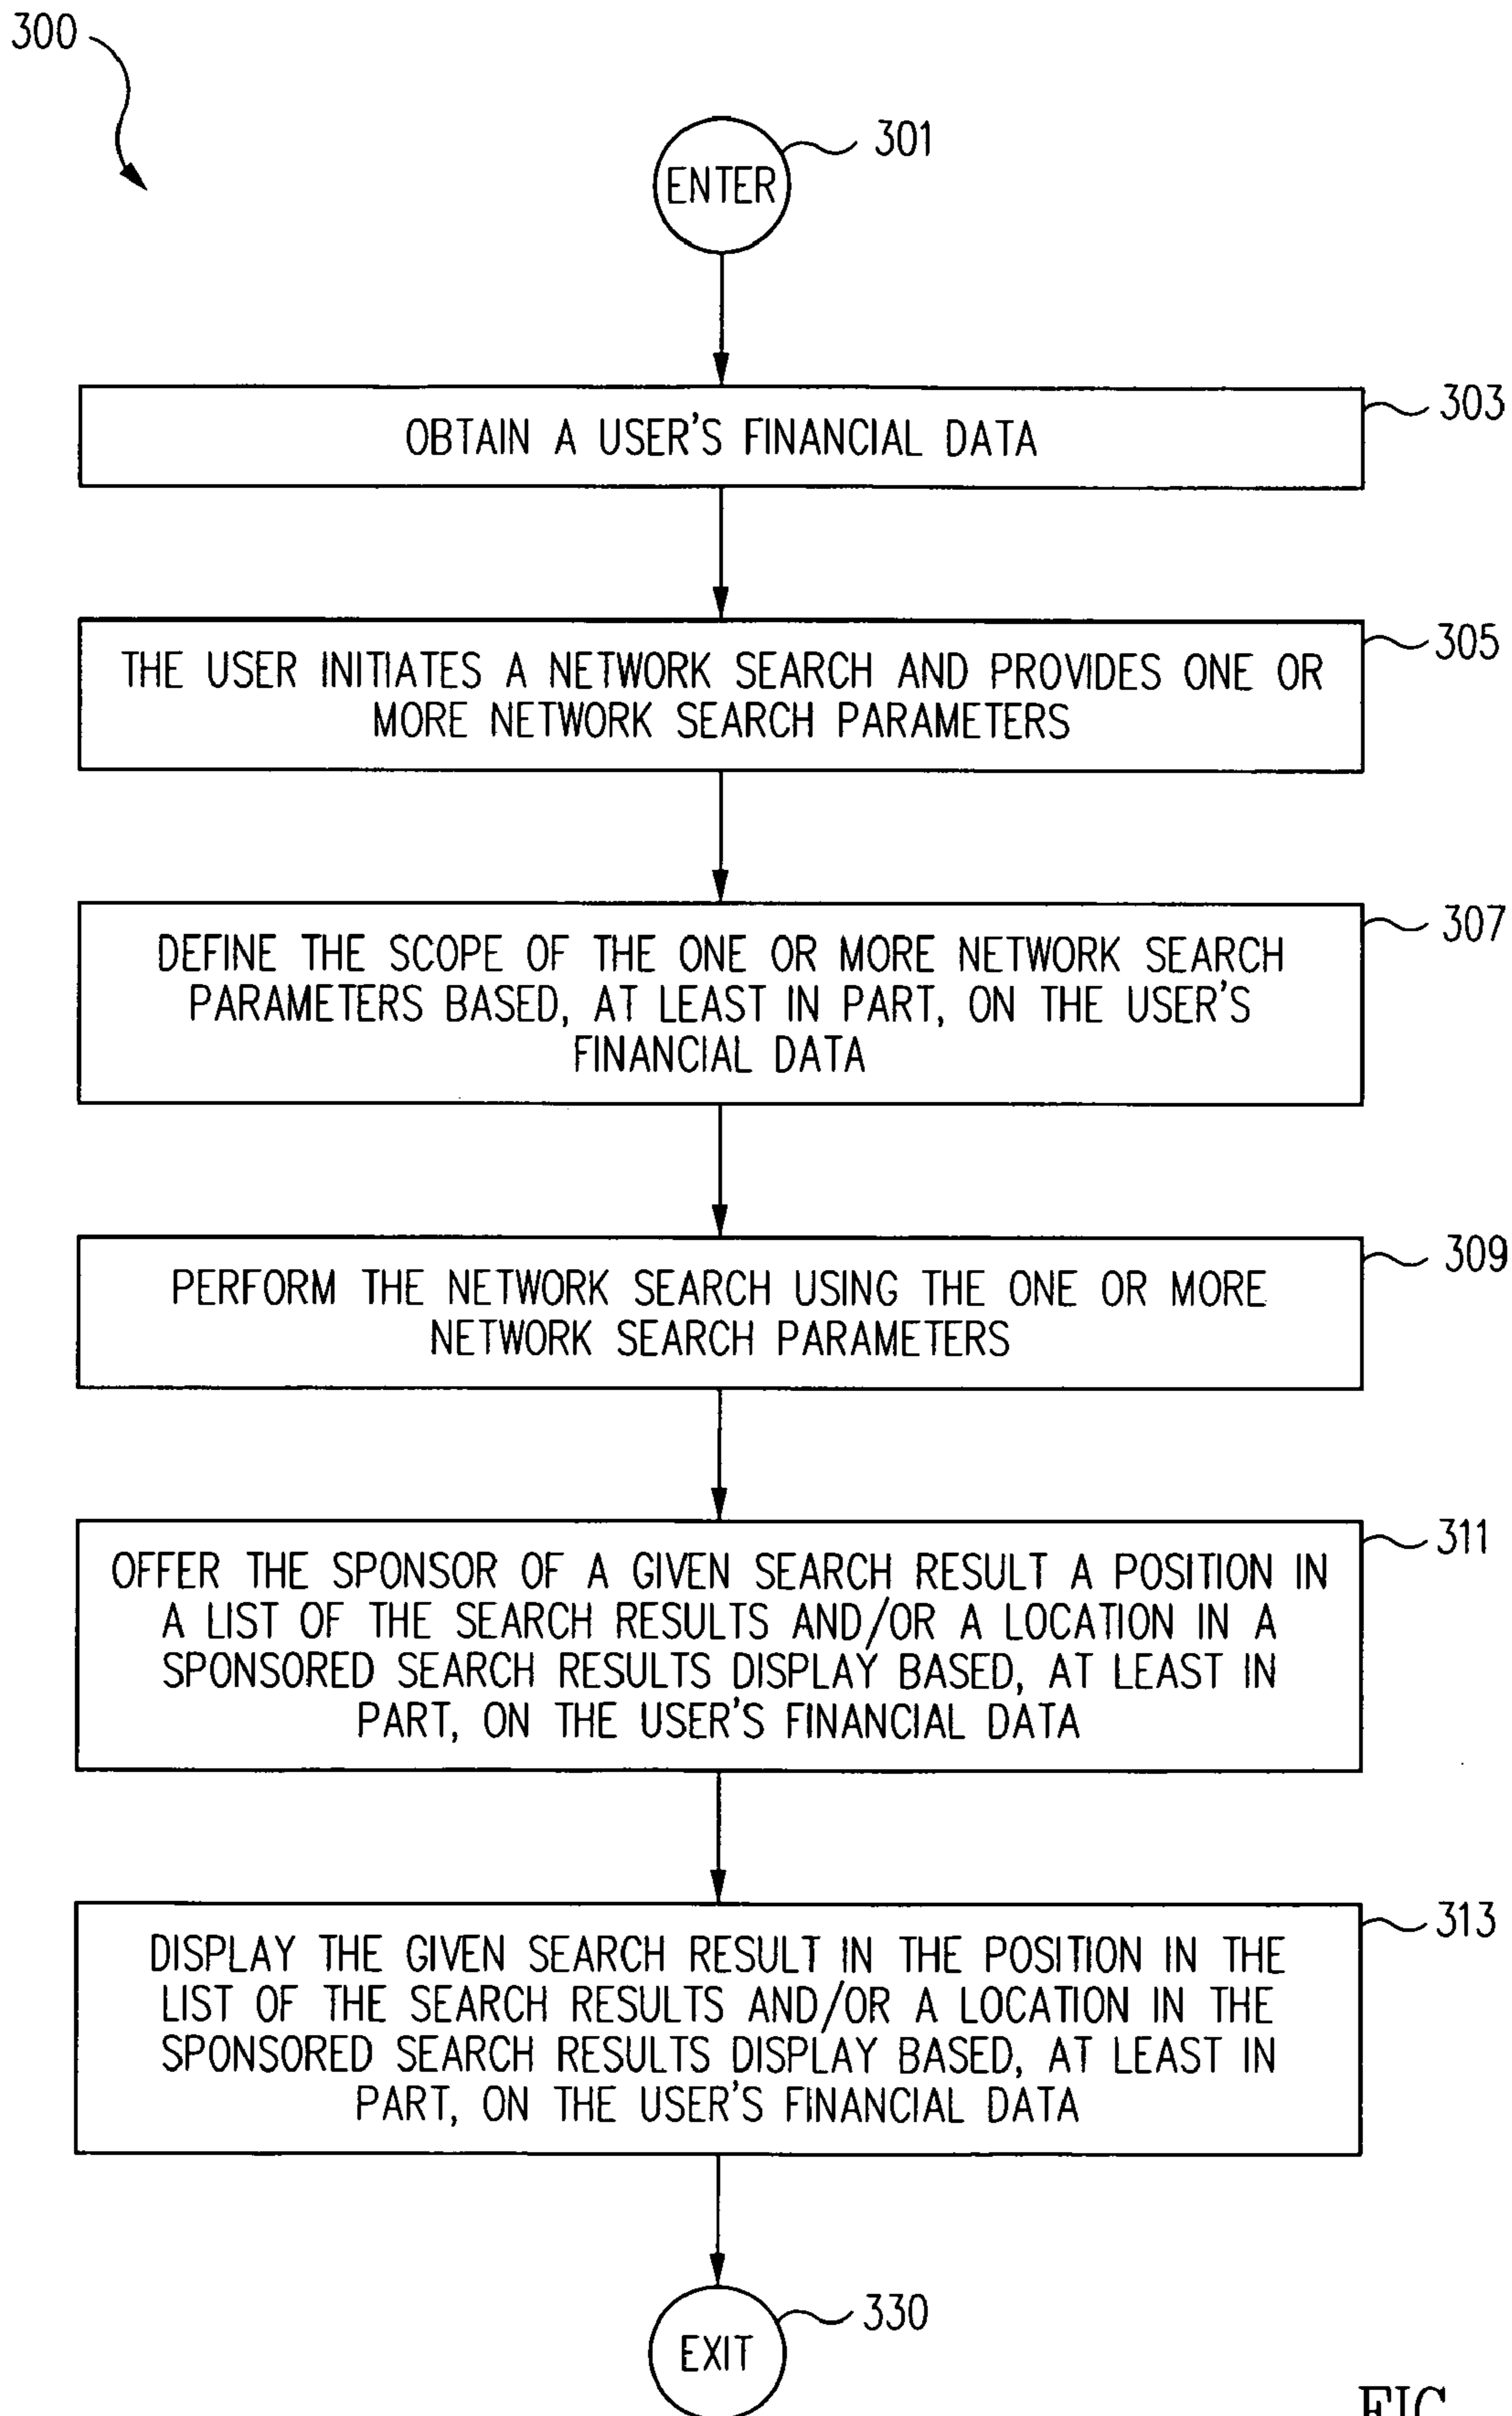 300
301
ENTER
303
OBTAIN A USER'S FINANCIAL DATA
305
THE USER INITIATES A NETWORK SEARCH AND PROVIDES ONE OR
MORE NETWORK SEARCH PARAMETERS
307
DEFINE THE SCOPE OF THE ONE OR MORE NETWORK SEARCH
PARAMETERS BASED, AT LEAST IN PART, ON THE USER'S
FINANCIAL DATA
309
PERFORM THE NETWORK SEARCH USING THE ONE OR MORE
NETWORK SEARCH PARAMETERS
311
OFFER THE SPONSOR OF A GIVEN SEARCH RESULT A POSITION IN
A LIST OF THE SEARCH RESULTS AND/OR A LOCATION IN A
SPONSORED SEARCH RESULTS DISPLAY BASED, AT LEAST IN
PART, ON THE USER'S FINANCIAL DATA
313
DISPLAY THE GIVEN SEARCH RESULT IN THE POSITION IN THE
LIST OF THE SEARCH RESULTS AND/OR A LOCATION IN THE
SPONSORED SEARCH RESULTS DISPLAY BASED, AT LEAST IN
PART, ON THE USER'S FINANCIAL DATA
330
EXIT